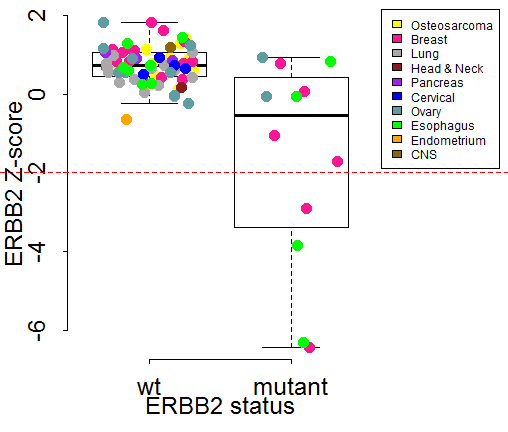 2
0
-2
-4
-6
ERBB2 Z-score
wt
mutant
ERBB2 status
Osteosarcoma
Breast
Lung
Head & Neck
Pancreas
Cervical
Ovary
Esophagus
Endometrium
CNS